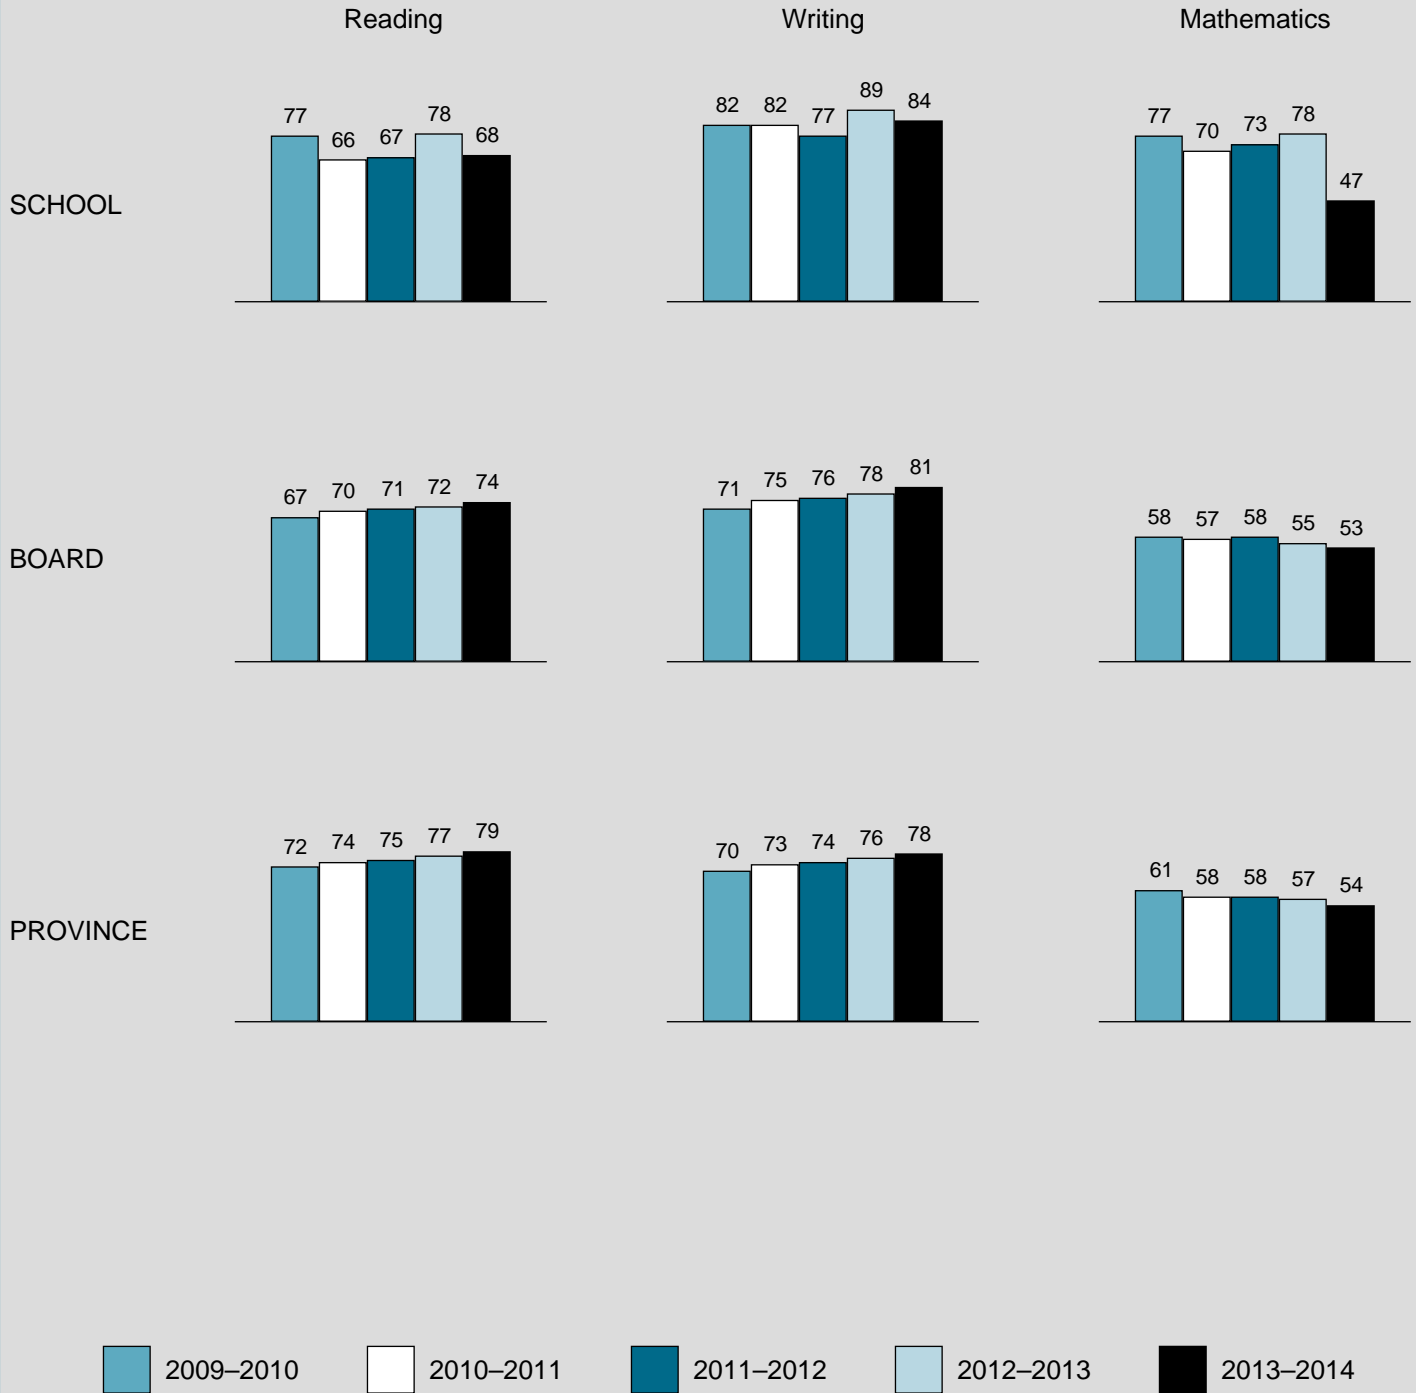 Reading Writing Mathematics
SCHOOL
77 66 67 78 68
82 82 77 89 84
77 70 73 78 47
BOARD
67 70 71 72 74
71 75 76 78 81
58 57 58 55 53
PROVINCE
72 74 75 77 79
70 73 74 76 78
61 58 58 57 54
2009–2010 2010–2011 2011–2012 2012–2013 2013–2014